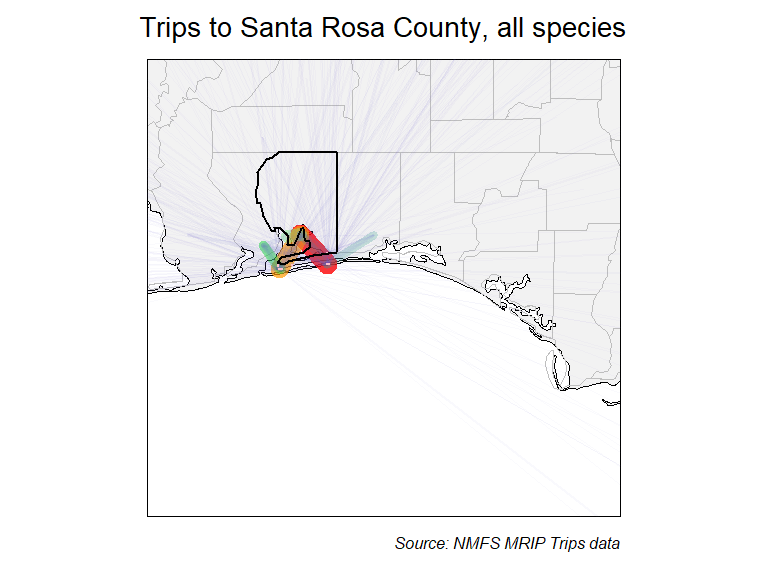 Trips to Santa Rosa County, all species
Source: NMFS MRIP Trips data